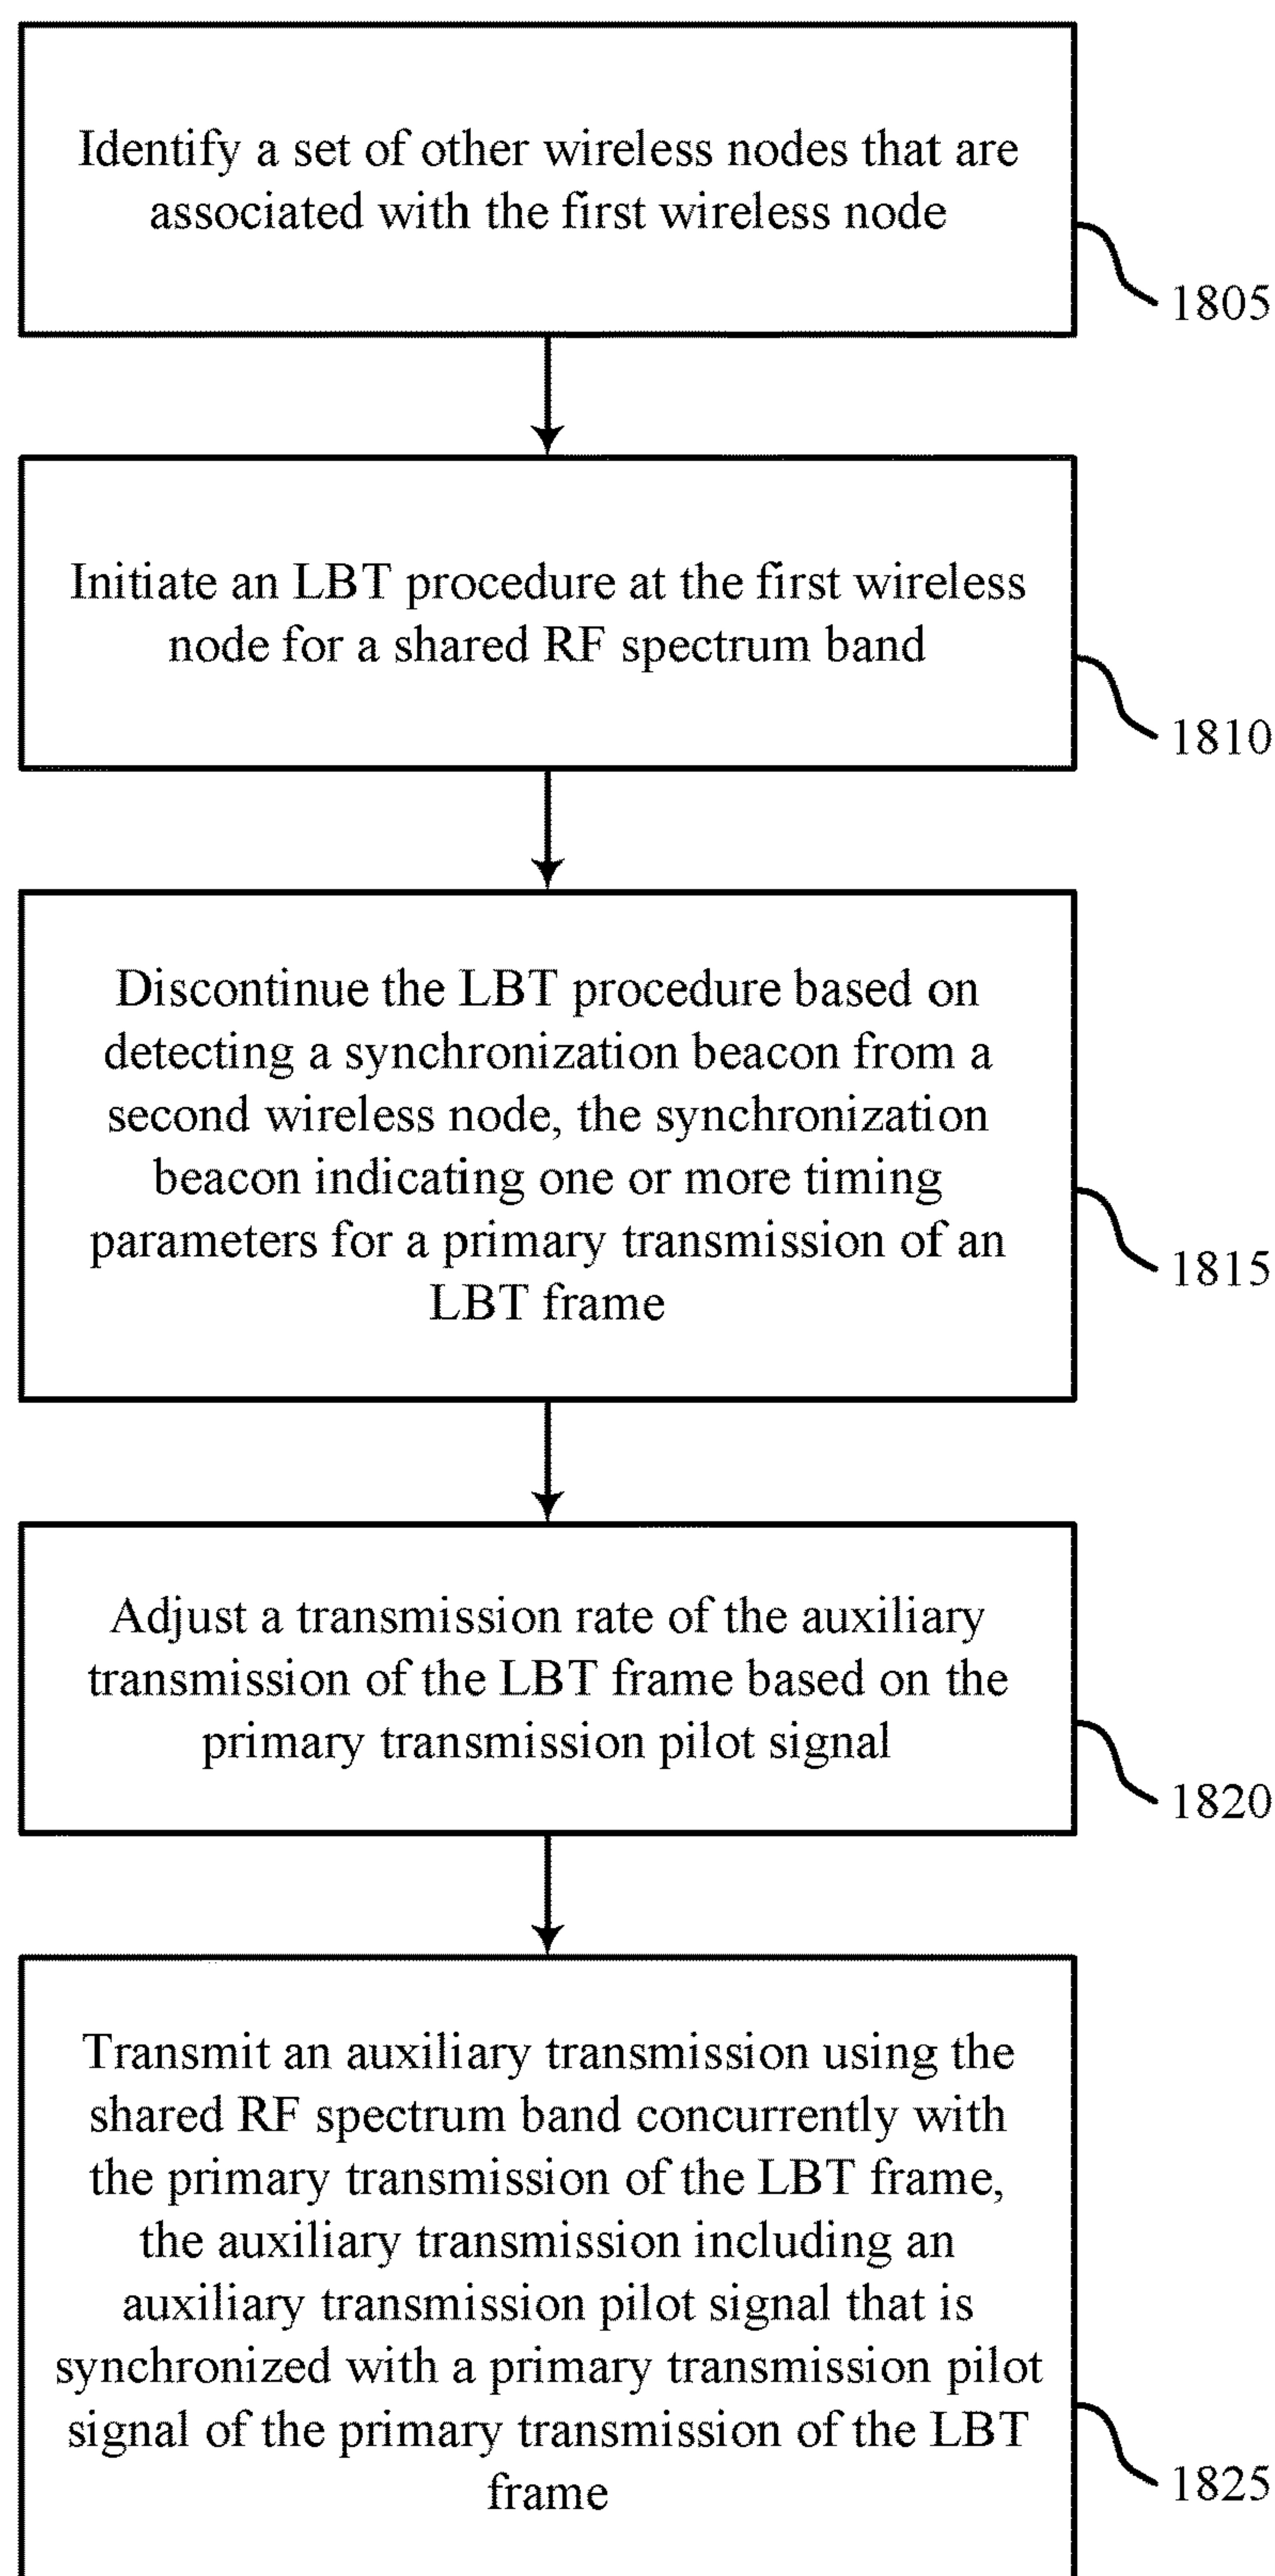 Identify a set of other wireless nodes that are
associated with the first wireless node
1805
Initiate an LBT procedure at the first wireless
node for a shared RF spectrum band
1810
Discontinue the LBT procedure based on
detecting a synchronization beacon from a
second wireless node, the synchronization
beacon indicating one or more timing
parameters for a primary transmission of an
LBT frame
1815
Adjust a transmission rate of the auxiliary
transmission of the LBT frame based on the
primary transmission pilot signal
1820
Transmit an auxiliary transmission using the
shared RF spectrum band concurrently with
the primary transmission of the LBT frame,
the auxiliary transmission including an
auxiliary transmission pilot signal that is
synchronized with a primary transmission pilot
signal of the primary transmission of the LBT
frame
1825